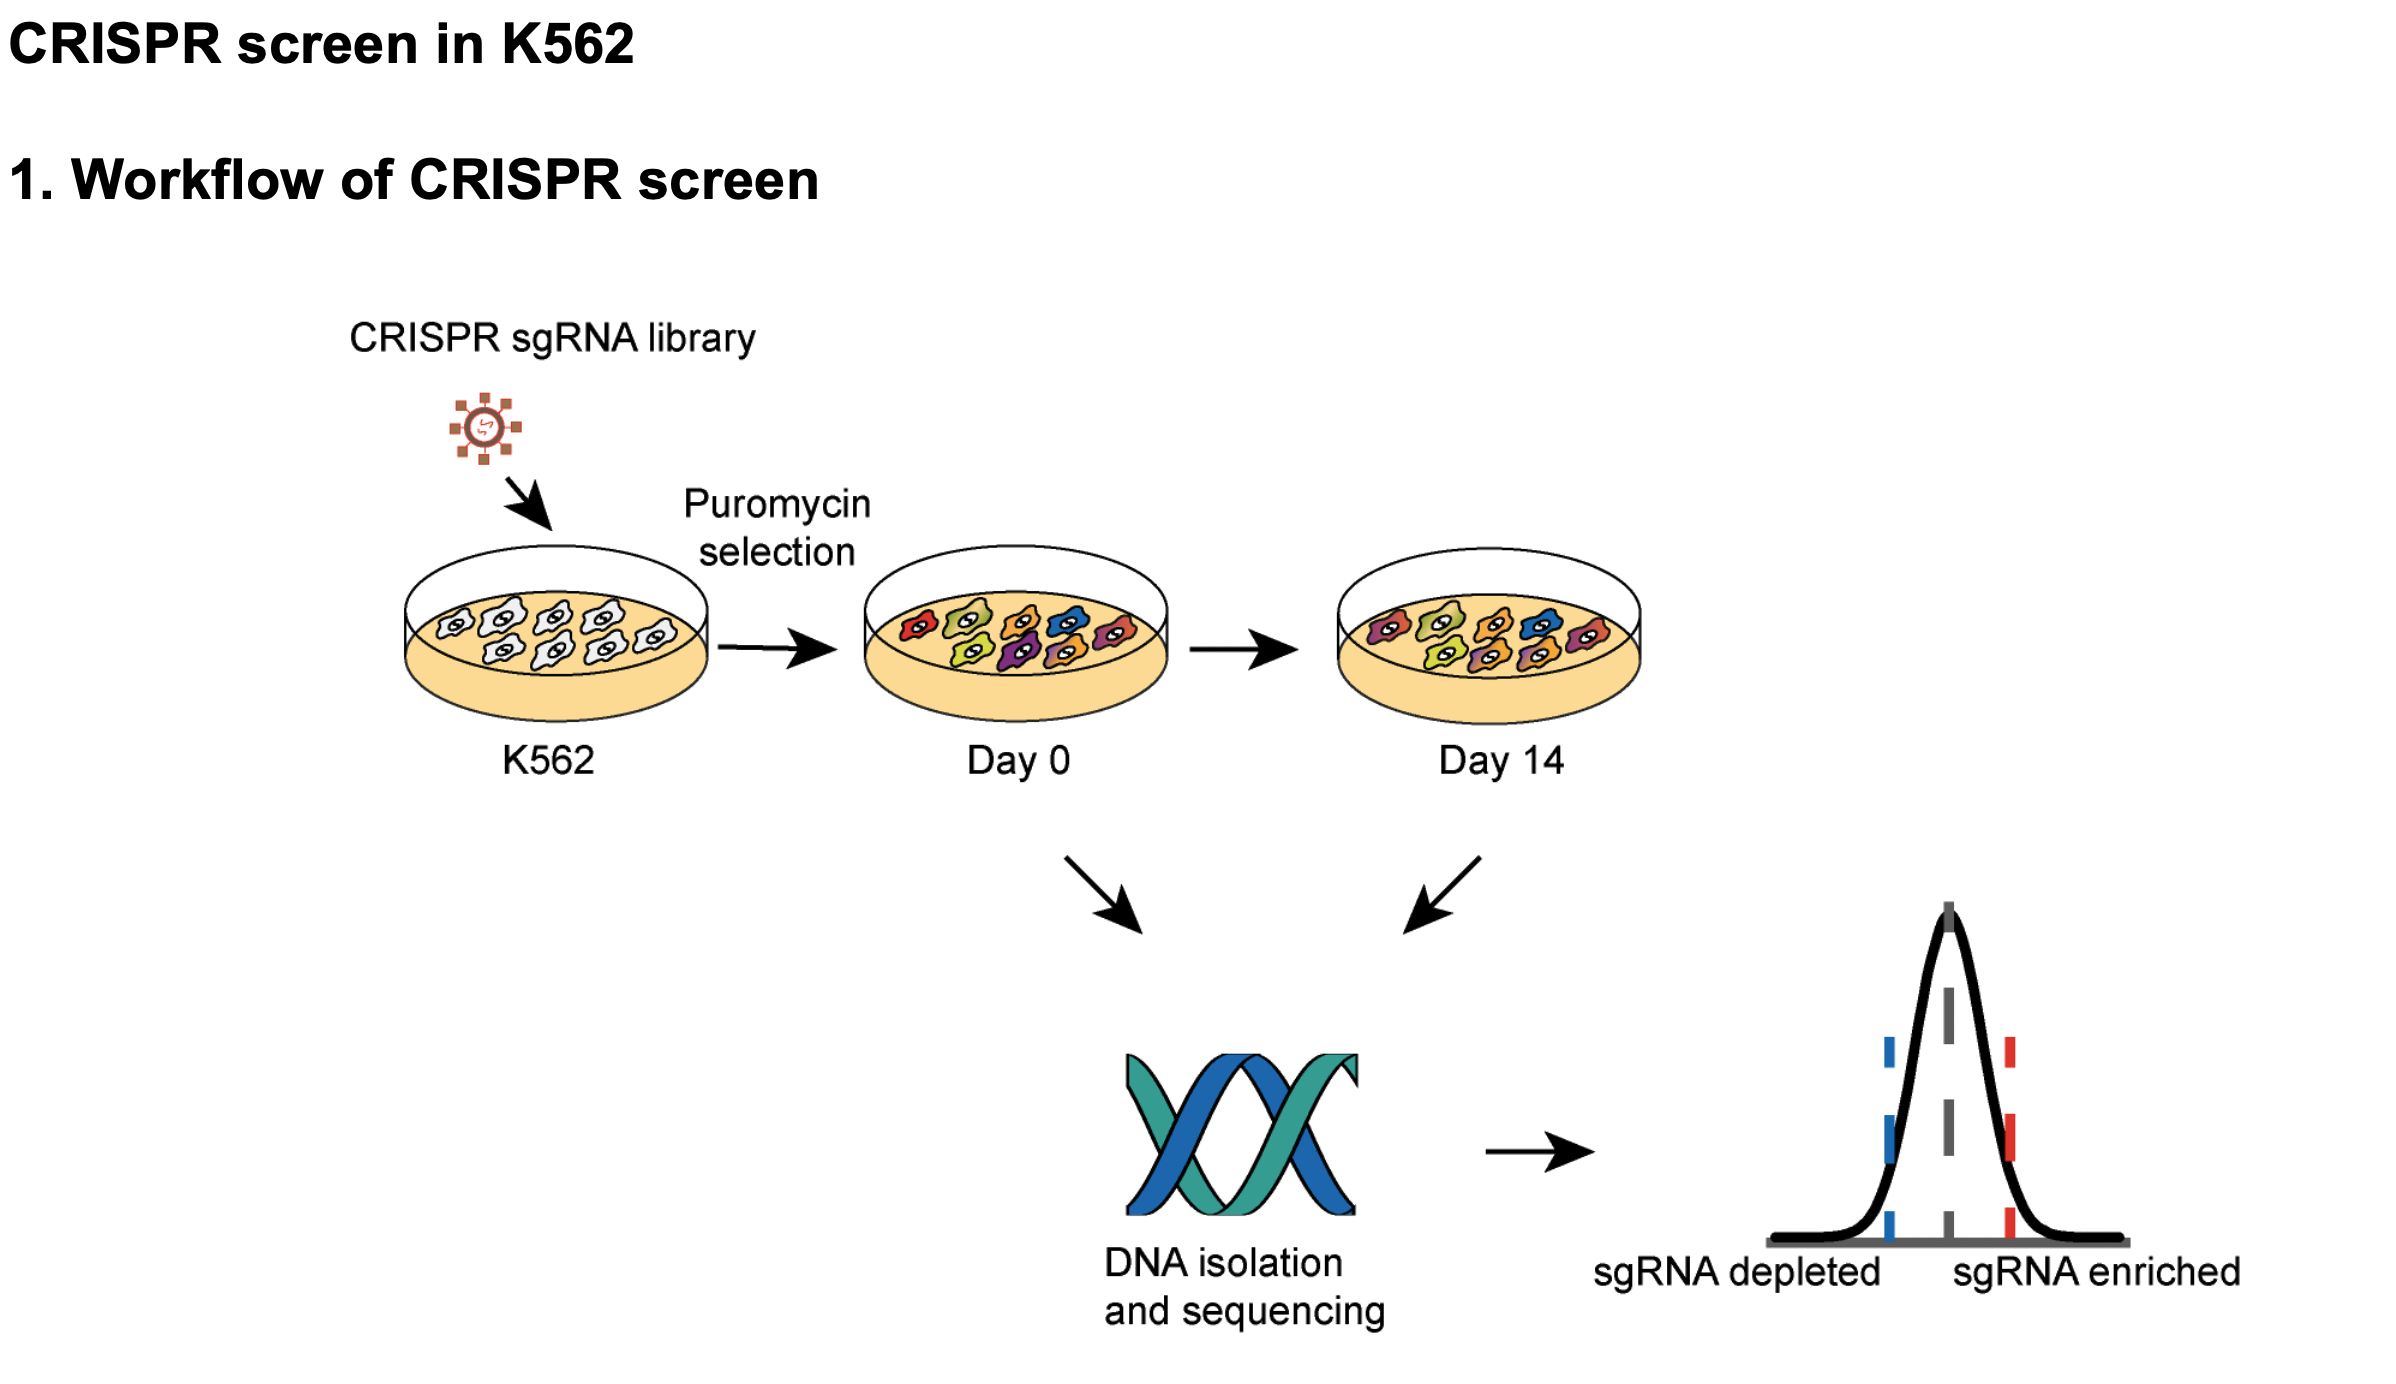 CRISPR screen in K562
1. Workflow of CRISPR screen
CRISPR sgRNA library
Puromycin
selection
K562
Day 0
Day 14
DNA isolation
and sequencing
sgRNA depleted
sgRNA enriched